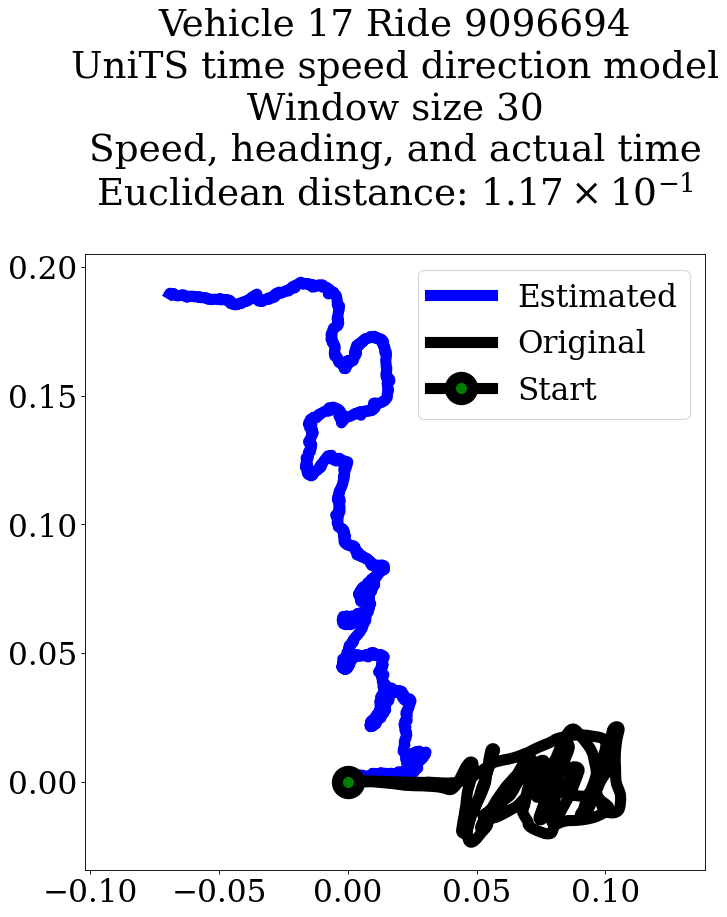 Vehicle 17 Ride 9096694
UniTS time speed direction model
Window size 30
Speed, heading, and actual time
Euclidean distance: 1.17 × 10⁻¹
0.20
0.15
0.10
0.05
0.00
Estimated
Original
Start
−0.10 −0.05 0.00 0.05 0.10